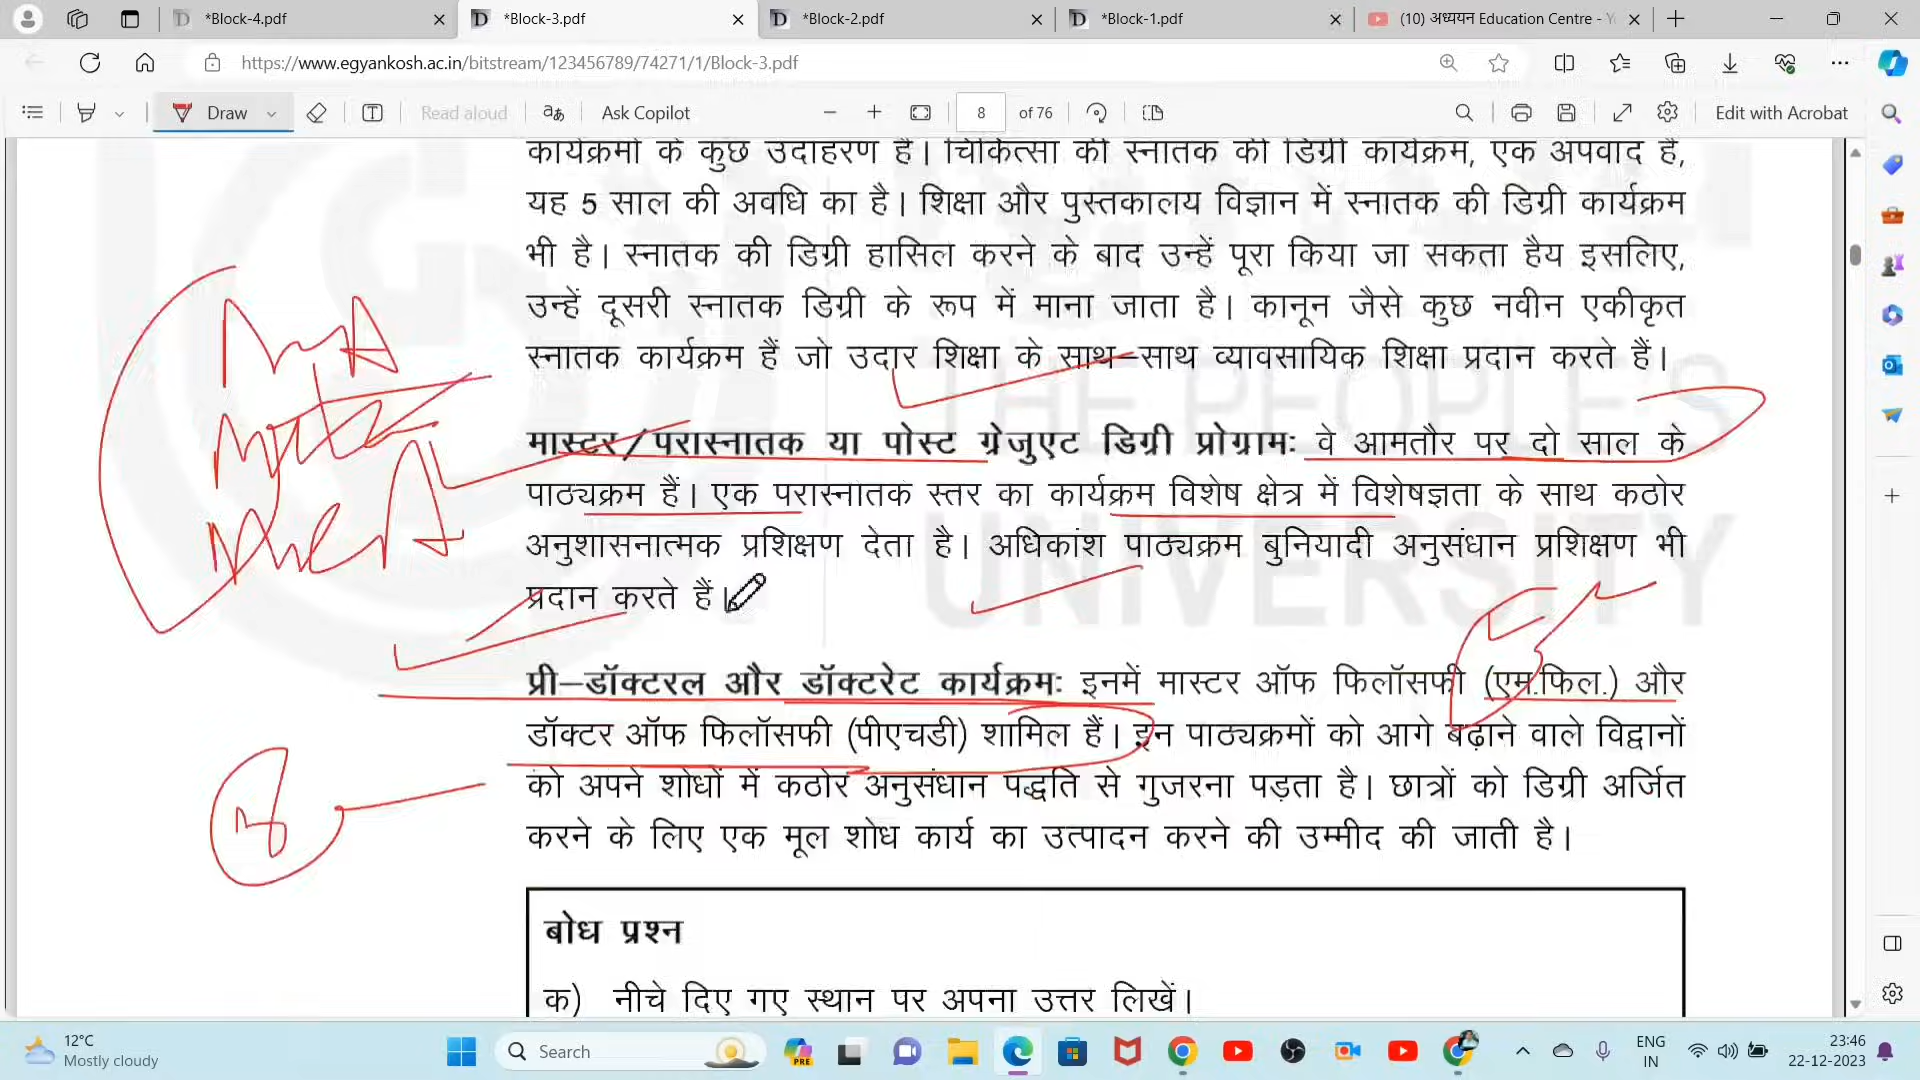 *Block-4.pdf
*Block-3.pdf
*Block-2.pdf
*Block-1.pdf
(10) अध्ययन Education Centre - Y
https://www.egyankosh.ac.in/bitstream/123456789/74271/1/Block-3.pdf
Draw
Read aloud
aあ
Ask Copilot
8
of 76
Edit with Acrobat
कार्यक्रमों के कुछ उदाहरण हैं। चिकित्सा की स्नातक की डिग्री कार्यक्रम, एक अपवाद है,
यह 5 साल की अवधि का है। शिक्षा और पुस्तकालय विज्ञान में स्नातक की डिग्री कार्यक्रम
भी है। स्नातक की डिग्री हासिल करने के बाद उन्हें पूरा किया जा सकता हैय इसलिए,
उन्हें दूसरी स्नातक डिग्री के रूप में माना जाता है। कानून जैसे कुछ नवीन एकीकृत
स्नातक कार्यक्रम हैं जो उदार शिक्षा के साथ–साथ व्यावसायिक शिक्षा प्रदान करते हैं।
मास्टर/परास्नातक या पोस्ट ग्रेजुएट डिग्री प्रोग्रामः वे आमतौर पर दो साल के
पाठ्यक्रम हैं। एक परास्नातक स्तर का कार्यक्रम विशेष क्षेत्र में विशेषज्ञता के साथ कठोर
अनुशासनात्मक प्रशिक्षण देता है। अधिकांश पाठ्यक्रम बुनियादी अनुसंधान प्रशिक्षण भी
प्रदान करते हैं।
THE PEOPLE'S
UNIVERSITY
प्री–डॉक्टरल और डॉक्टरेट कार्यक्रमः इनमें मास्टर ऑफ फिलॉसफी (एम.फिल.) और
डॉक्टर ऑफ फिलॉसफी (पीएचडी) शामिल हैं। इन पाठ्यक्रमों को आगे बढ़ाने वाले विद्वानों
को अपने शोधों में कठोर अनुसंधान पद्धति से गुजरना पड़ता है। छात्रों को डिग्री अर्जित
करने के लिए एक मूल शोध कार्य का उत्पादन करने की उम्मीद की जाती है।
बोध प्रश्न
क) नीचे दिए गए स्थान पर अपना उत्तर लिखें।
12°C
Mostly cloudy
Search
PRE
ENG
IN
23:46
22-12-2023